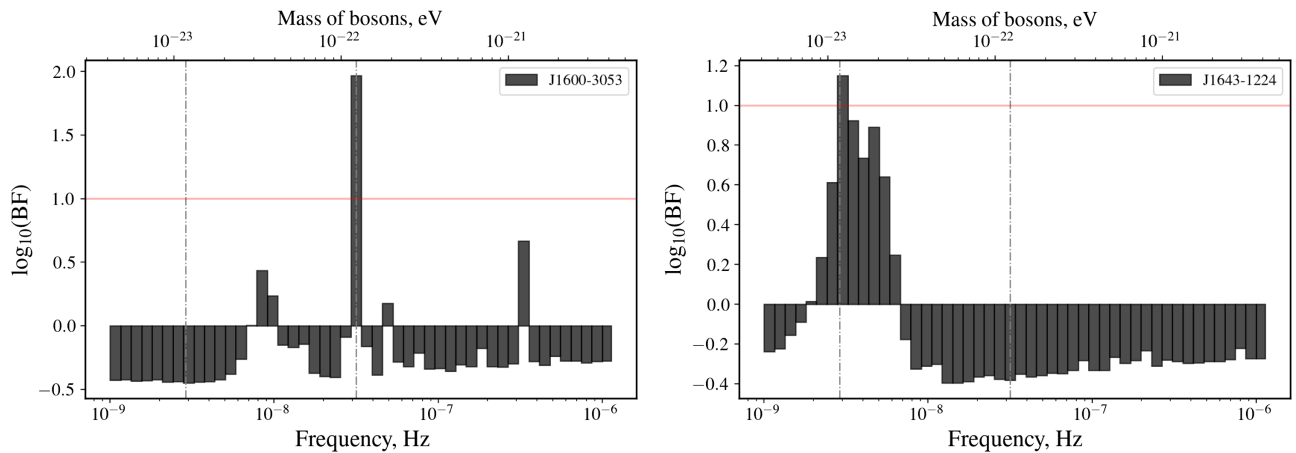 Mass of bosons, eV
10⁻²³ 10⁻²² 10⁻²¹
2.0
1.5
1.0
0.5
0.0
−0.5
log₁₀(BF)
J1600-3053
10⁻⁹ 10⁻⁸ 10⁻⁷ 10⁻⁶
Frequency, Hz
Mass of bosons, eV
10⁻²³ 10⁻²² 10⁻²¹
1.2
1.0
0.8
0.6
0.4
0.2
0.0
−0.2
−0.4
log₁₀(BF)
J1643-1224
10⁻⁹ 10⁻⁸ 10⁻⁷ 10⁻⁶
Frequency, Hz